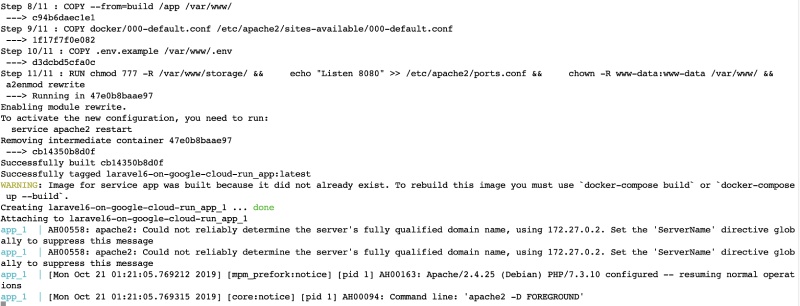 Step 8/11 : COPY --from=build /app /var/www/
 ---> c94b6daec1e1
Step 9/11 : COPY docker/000-default.conf /etc/apache2/sites-available/000-default.conf
 ---> 1f17f7f0e082
Step 10/11 : COPY .env.example /var/www/.env
 ---> d3dcbd5cfa0c
Step 11/11 : RUN chmod 777 -R /var/www/storage/ &&     echo "Listen 8080" >> /etc/apache2/ports.conf &&     chown -R www-data:www-data /var/www/ &&
a2enmod rewrite
 ---> Running in 47e0b8baae97
Enabling module rewrite.
To activate the new configuration, you need to run:
  service apache2 restart
Removing intermediate container 47e0b8baae97
 ---> cb14350b8d0f
Successfully built cb14350b8d0f
Successfully tagged laravel6-on-google-cloud-run_app:latest
WARNING: Image for service app was built because it did not already exist. To rebuild this image you must use `docker-compose build` or `docker-compose
 up --build`.
Creating laravel6-on-google-cloud-run_app_1 ... done
Attaching to laravel6-on-google-cloud-run_app_1
app_1  | AH00558: apache2: Could not reliably determine the server's fully qualified domain name, using 172.27.0.2. Set the 'ServerName' directive glob
ally to suppress this message
app_1  | AH00558: apache2: Could not reliably determine the server's fully qualified domain name, using 172.27.0.2. Set the 'ServerName' directive glob
ally to suppress this message
app_1  | [Mon Oct 21 01:21:05.769212 2019] [mpm_prefork:notice] [pid 1] AH00163: Apache/2.4.25 (Debian) PHP/7.3.10 configured -- resuming normal operat
ions
app_1  | [Mon Oct 21 01:21:05.769315 2019] [core:notice] [pid 1] AH00094: Command line: 'apache2 -D FOREGROUND'